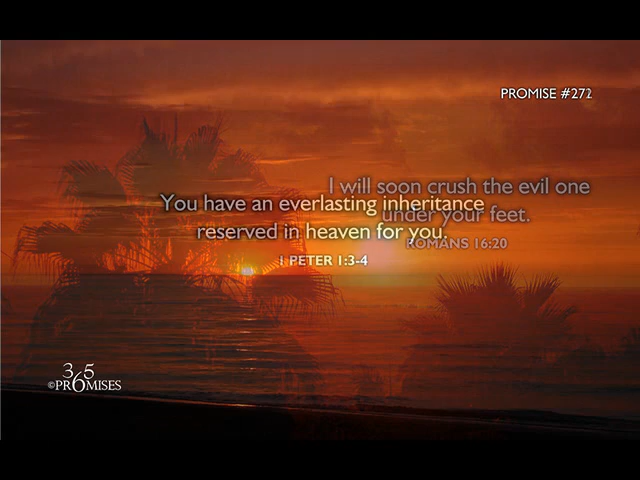 PROMISE #272
I will soon crush the evil one
under your feet.
ROMANS 16:20
You have an everlasting inheritance
reserved in heaven for you.
1 PETER 1:3-4
365
©PROMISES